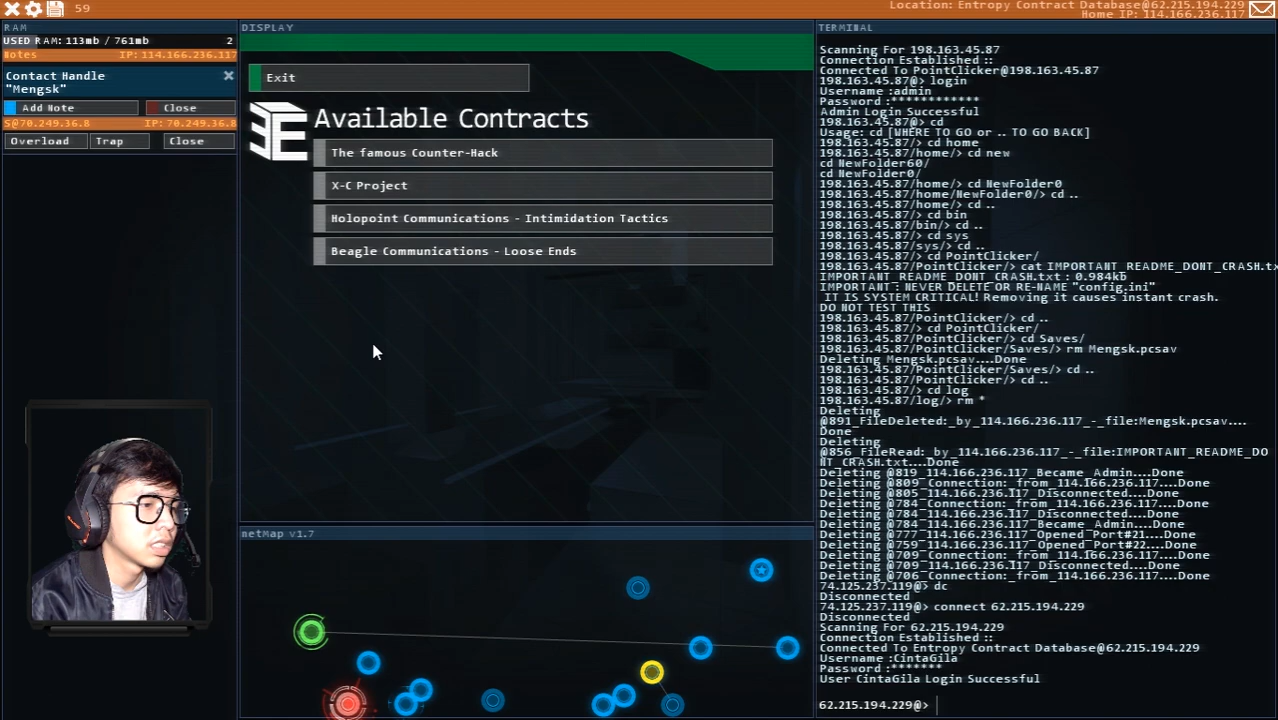 59
Location: Entropy Contract Database@62.215.194.229
Home IP: 114.166.236.117
RAM
USED RAM: 113mb / 761mb 2
Notes IP: 114.166.236.117
Contact Handle
"Mengsk"
Add Note Close
S@70.249.36.8 IP: 70.249.36.8
Overload Trap Close
DISPLAY
Exit
Available Contracts
The famous Counter-Hack
X-C Project
Holopoint Communications - Intimidation Tactics
Beagle Communications - Loose Ends
netMap v1.7
TERMINAL
Scanning For 198.163.45.87
Connection Established ::
Connected To PointClicker@198.163.45.87
198.163.45.87@> login
Username :admin
Password :************
Admin Login Successful
198.163.45.87@> cd
Usage: cd [WHERE TO GO or .. TO GO BACK]
198.163.45.87@> cd home
198.163.45.87/home/> cd new
cd NewFolder60/
cd NewFolder0/
198.163.45.87/home/> cd NewFolder0
198.163.45.87/home/NewFolder0/> cd ..
198.163.45.87/home/> cd ..
198.163.45.87@> cd bin
198.163.45.87/bin/> cd ..
198.163.45.87@> cd sys
198.163.45.87/sys/> cd ..
198.163.45.87@> cd PointClicker/
198.163.45.87/PointClicker/> cat IMPORTANT_README_DONT_CRASH.tx
IMPORTANT_README_DONT_CRASH.txt : 0.984kb
IMPORTANT : NEVER DELETE OR RE-NAME "config.ini"
IT IS SYSTEM CRITICAL! Removing it causes instant crash.
DO NOT TEST THIS
198.163.45.87/PointClicker/> cd ..
198.163.45.87/> cd PointClicker/
198.163.45.87/PointClicker/> cd Saves/
198.163.45.87/PointClicker/Saves/> rm Mengsk.pcsav
Deleting Mengsk.pcsav....Done
198.163.45.87/PointClicker/Saves/> cd ..
198.163.45.87/PointClicker/> cd ..
198.163.45.87/> cd log
198.163.45.87/log/> rm *
Deleting
@891_FileDeleted:_by_114.166.236.117_-_file:Mengsk.pcsav....
Done
Deleting
@856_FileRead:_by_114.166.236.117_-_file:IMPORTANT_README_DO
NT_CRASH.txt....Done
Deleting @819_114.166.236.117_Became_Admin....Done
Deleting @809_Connection:_from_114.166.236.117....Done
Deleting @805_114.166.236.117_Disconnected....Done
Deleting @784_Connection:_from_114.166.236.117....Done
Deleting @784_114.166.236.117_Disconnected....Done
Deleting @784_114.166.236.117_Became_Admin....Done
Deleting @777_114.166.236.117_Opened_Port#21....Done
Deleting @759_114.166.236.117_Opened_Port#22....Done
Deleting @709_Connection:_from_114.166.236.117....Done
Deleting @709_114.166.236.117_Disconnected....Done
Deleting @706_Connection:_from_114.166.236.117....Done
74.125.237.119@> dc
Disconnected
74.125.237.119@> connect 62.215.194.229
Disconnected
Scanning For 62.215.194.229
Connection Established ::
Connected To Entropy Contract Database@62.215.194.229
Username :CintaGila
Password :*******
User CintaGila Login Successful
62.215.194.229@>